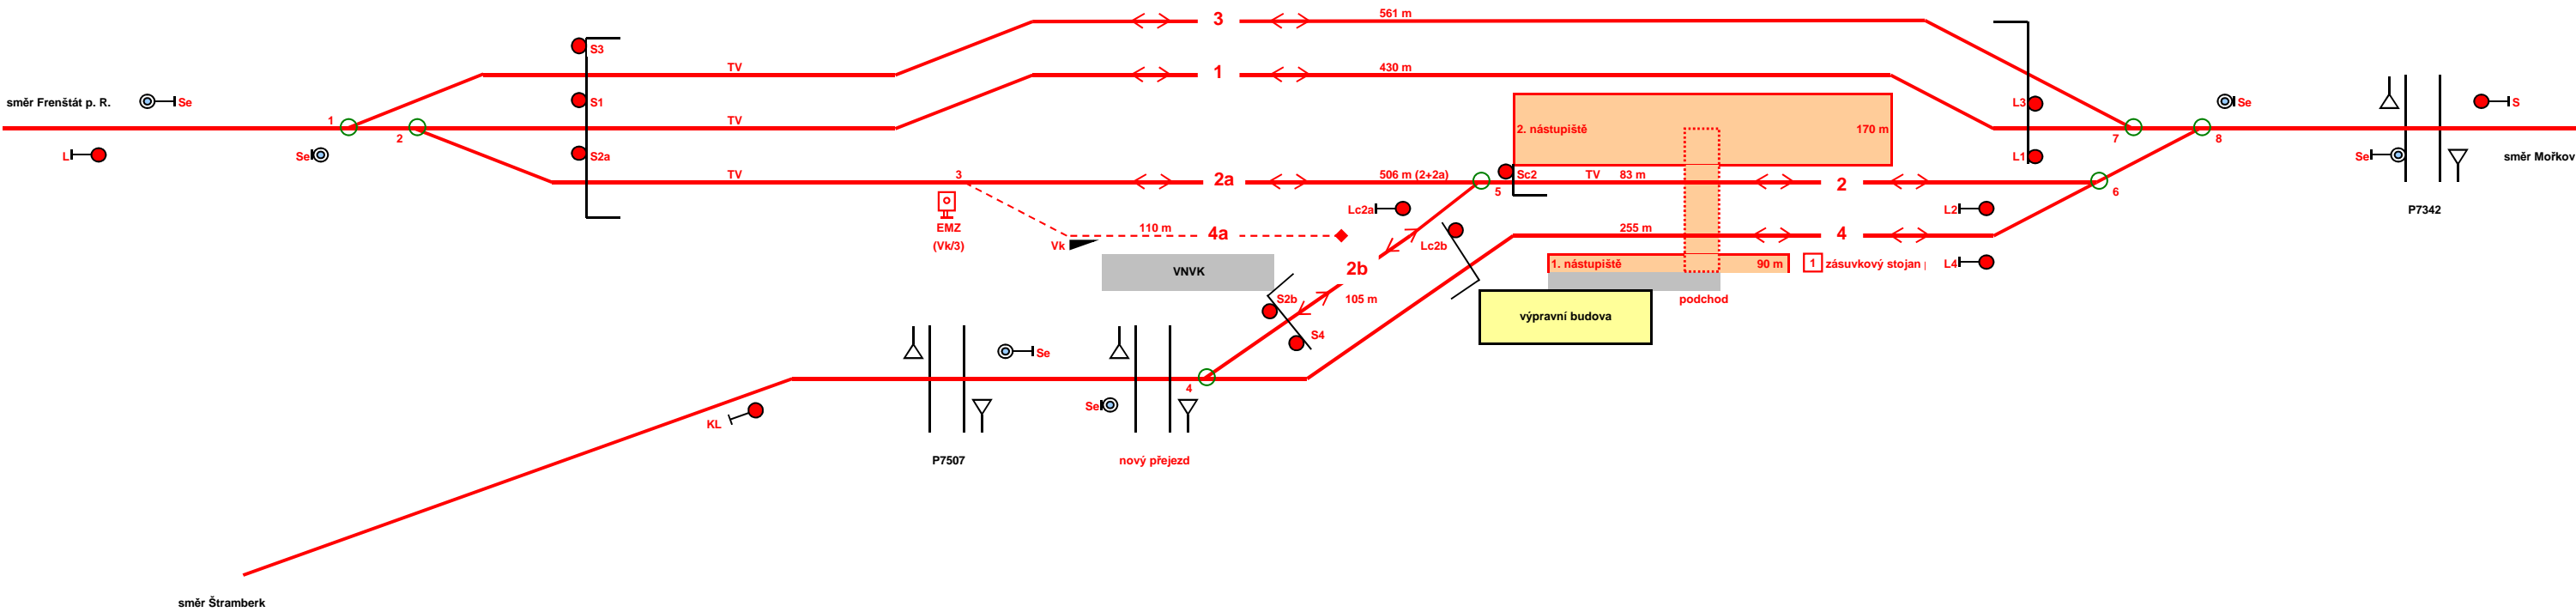 3
561 m
S3
TV
1
430 m
směr Frenštát p. R.
Se
S1
L3
Se
S
1
TV
2. nástupiště
170 m
2
7
8
L
Se
S2a
L1
Se
směr Mořkov
TV
3
2a
506 m (2+2a)
Sc2
TV
83 m
2
5
6
Lc2a
L2
P7342
EMZ
(Vk/3)
110 m
4a
255 m
4
Vk
Lc2b
VNVK
2b
1. nástupiště
90 m
1
zásuvkový stojan
L4
S2b
105 m
podchod
výpravní budova
S4
Se
4
Se
KL
P7507
nový přejezd
směr Štramberk